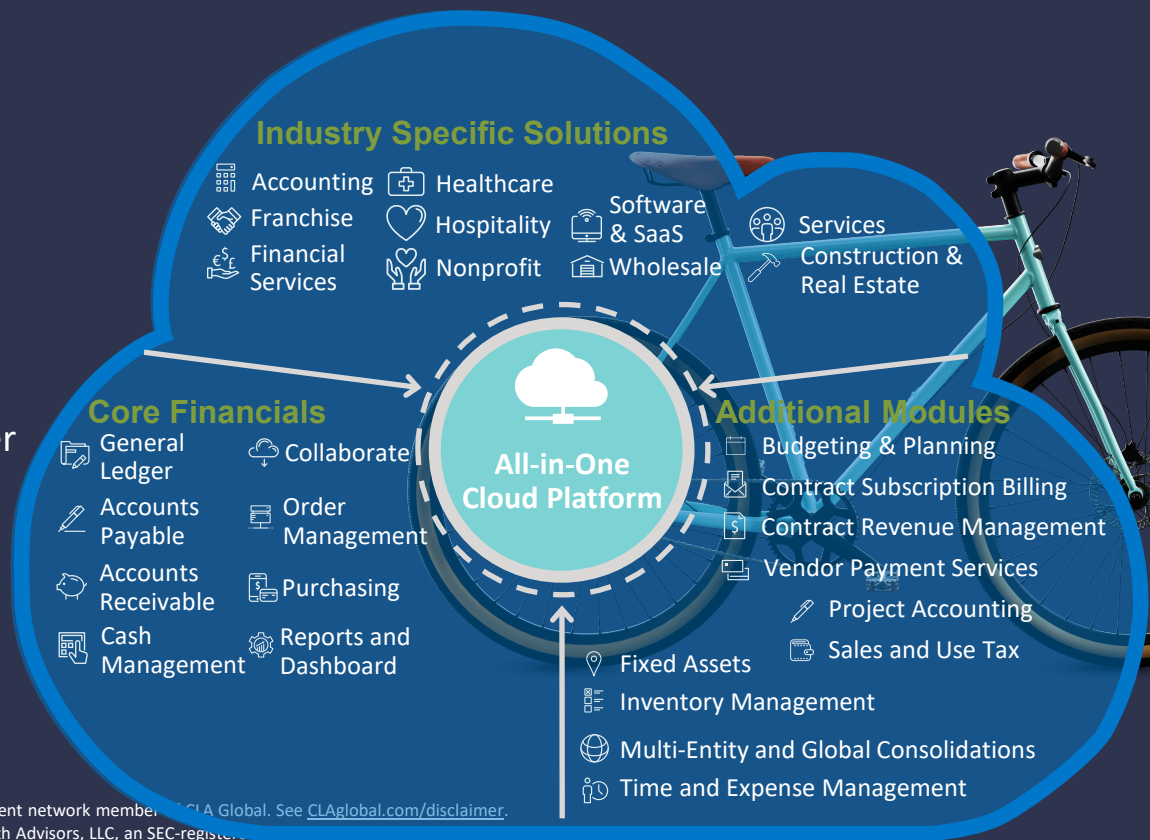 Industry Specific Solutions
Accounting
Franchise
Financial
Services
Healthcare
Hospitality
Nonprofit
Software
& SaaS
Wholesale
Services
Construction &
Real Estate
Core Financials
General
Ledger
Accounts
Payable
Accounts
Receivable
Cash
Management
Collaborate
Order
Management
Purchasing
Reports and
Dashboard
All-in-One
Cloud Platform
Additional Modules
Budgeting & Planning
Contract Subscription Billing
Contract Revenue Management
Vendor Payment Services
Project Accounting
Sales and Use Tax
Fixed Assets
Inventory Management
Multi-Entity and Global Consolidations
Time and Expense Management
network member CLA Global. See CLAglobal.com/disclaimer.
Advisors, LLC, an